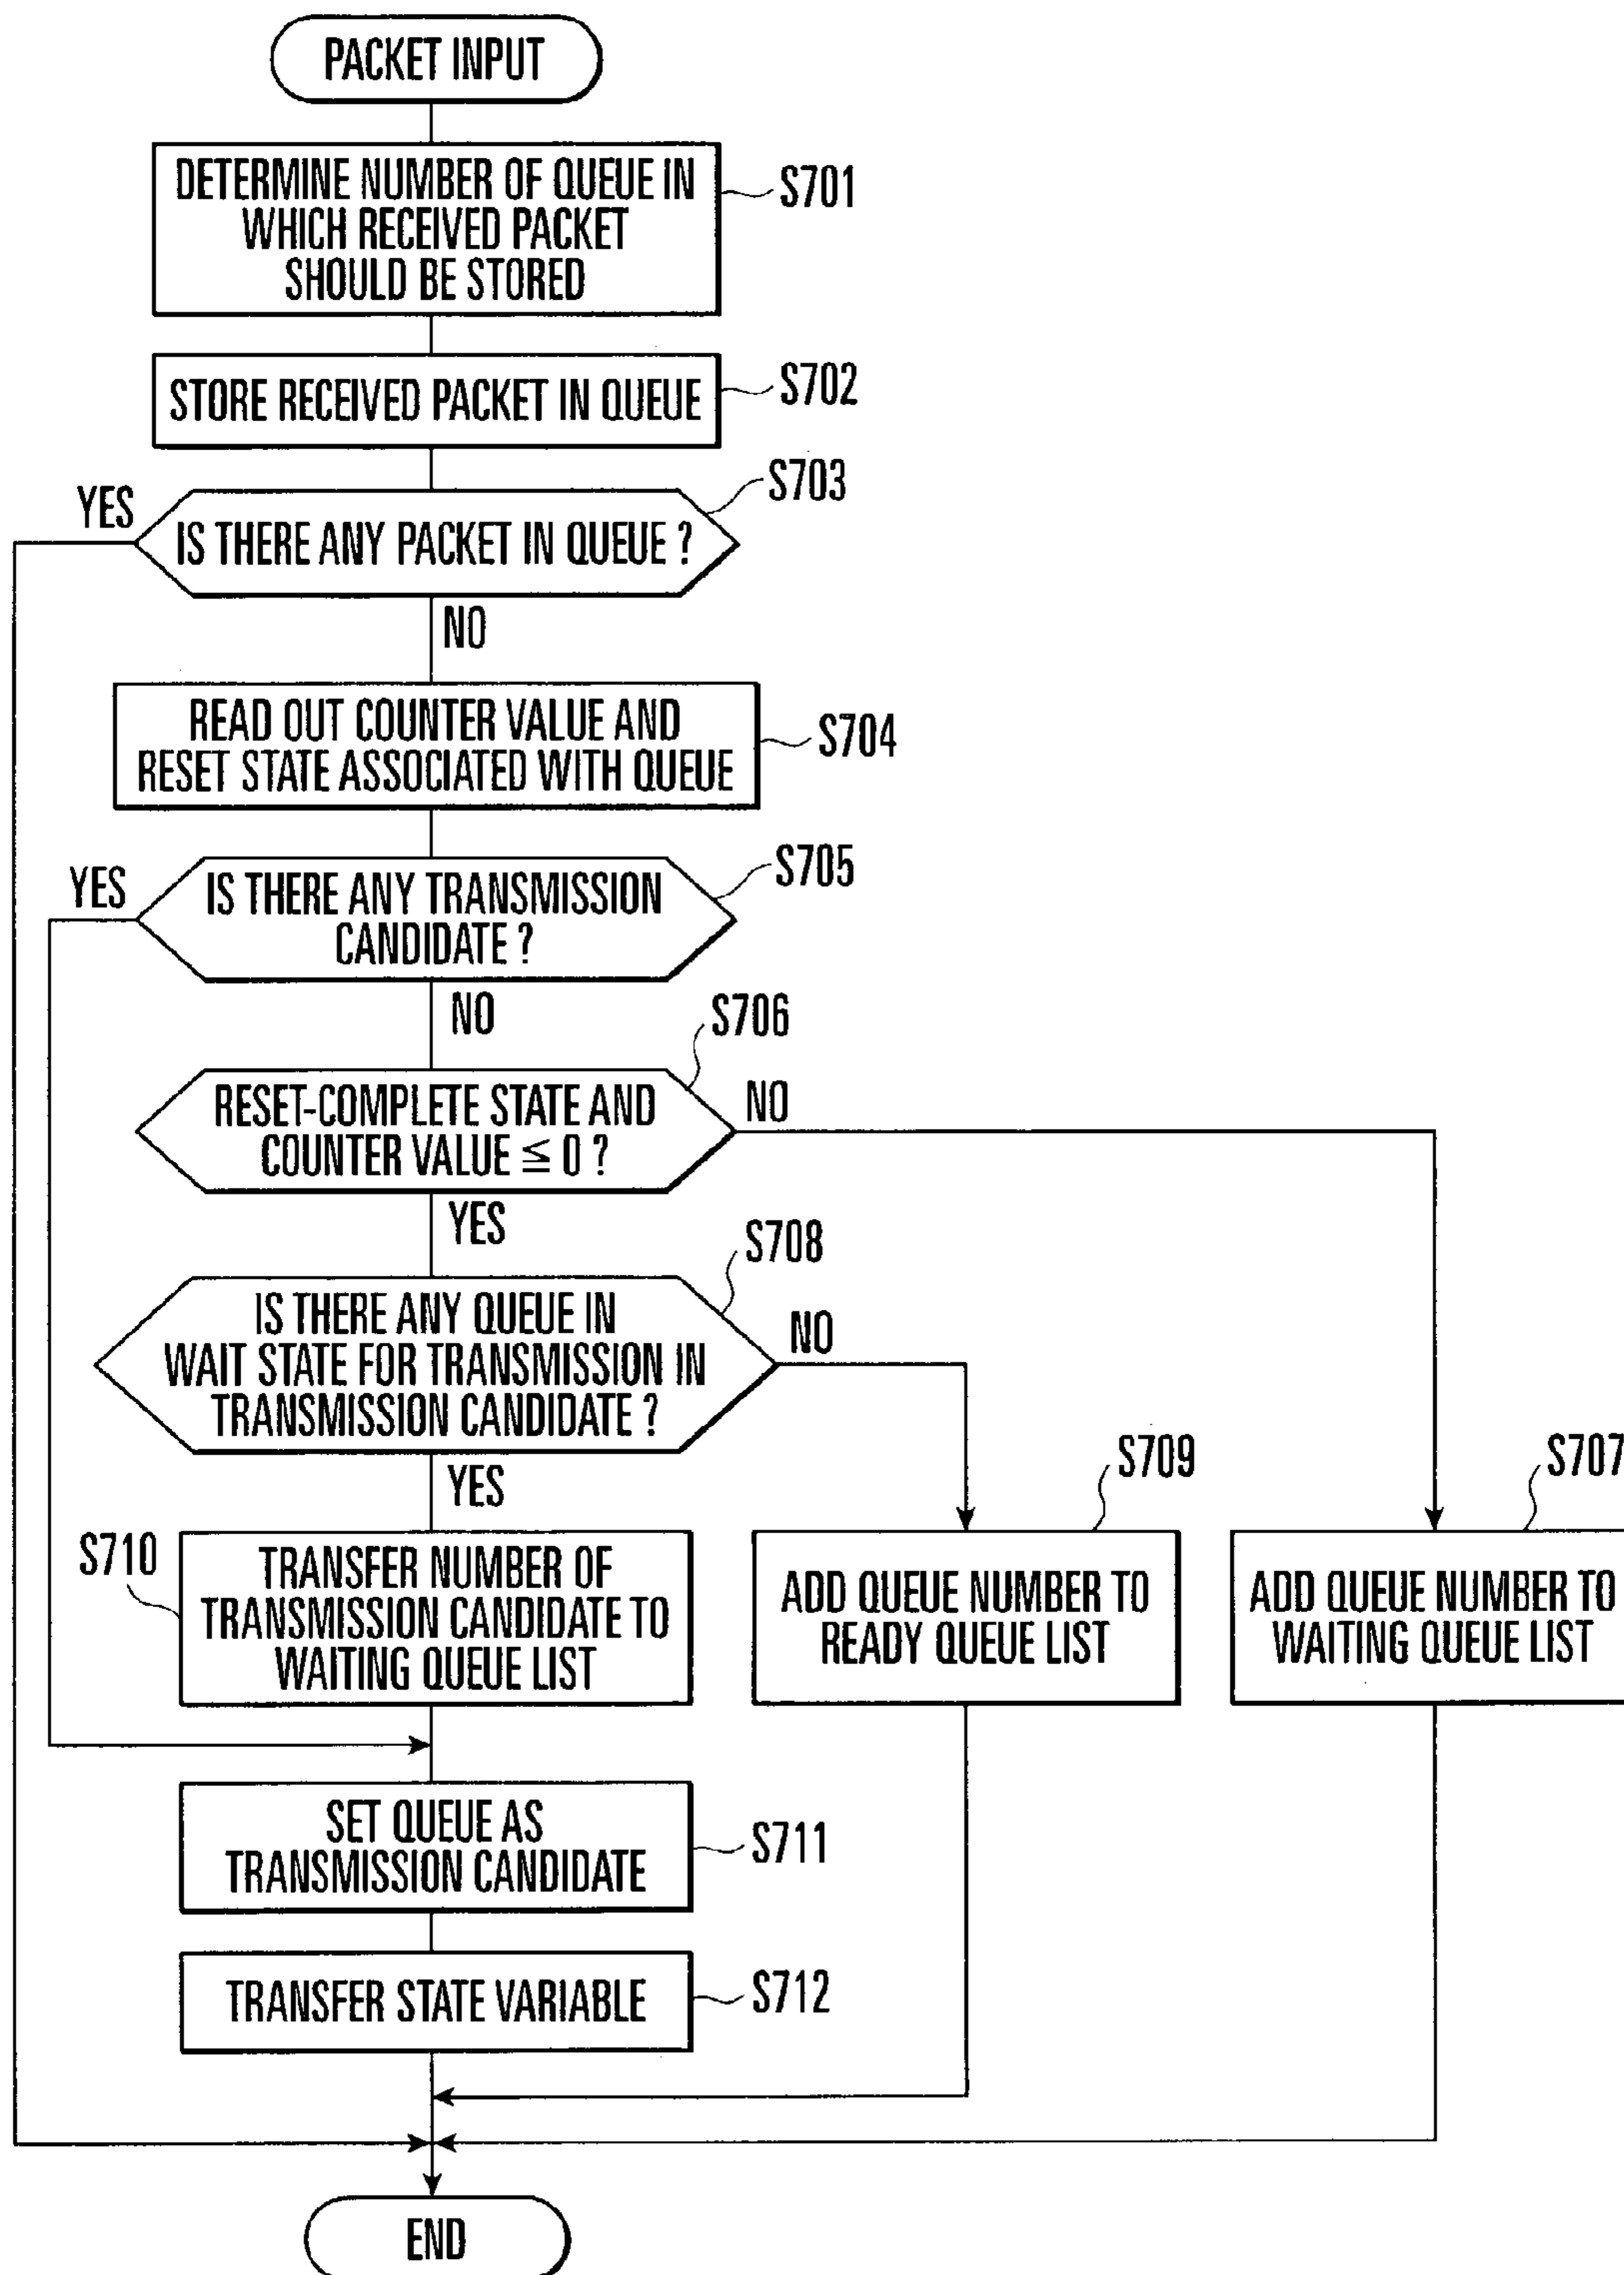 PACKET INPUT
DETERMINE NUMBER OF QUEUE IN
WHICH RECEIVED PACKET
SHOULD BE STORED
S701
STORE RECEIVED PACKET IN QUEUE
S702
S703
YES
IS THERE ANY PACKET IN QUEUE ?
NO
READ OUT COUNTER VALUE AND
RESET STATE ASSOCIATED WITH QUEUE
S704
S705
YES
IS THERE ANY TRANSMISSION
CANDIDATE ?
NO
S706
RESET-COMPLETE STATE AND
COUNTER VALUE ≦ 0 ?
NO
YES
S708
IS THERE ANY QUEUE IN
WAIT STATE FOR TRANSMISSION IN
TRANSMISSION CANDIDATE ?
NO
YES
S709
S707
S710
TRANSFER NUMBER OF
TRANSMISSION CANDIDATE TO
WAITING QUEUE LIST
ADD QUEUE NUMBER TO
READY QUEUE LIST
ADD QUEUE NUMBER TO
WAITING QUEUE LIST
SET QUEUE AS
TRANSMISSION CANDIDATE
S711
TRANSFER STATE VARIABLE
S712
END